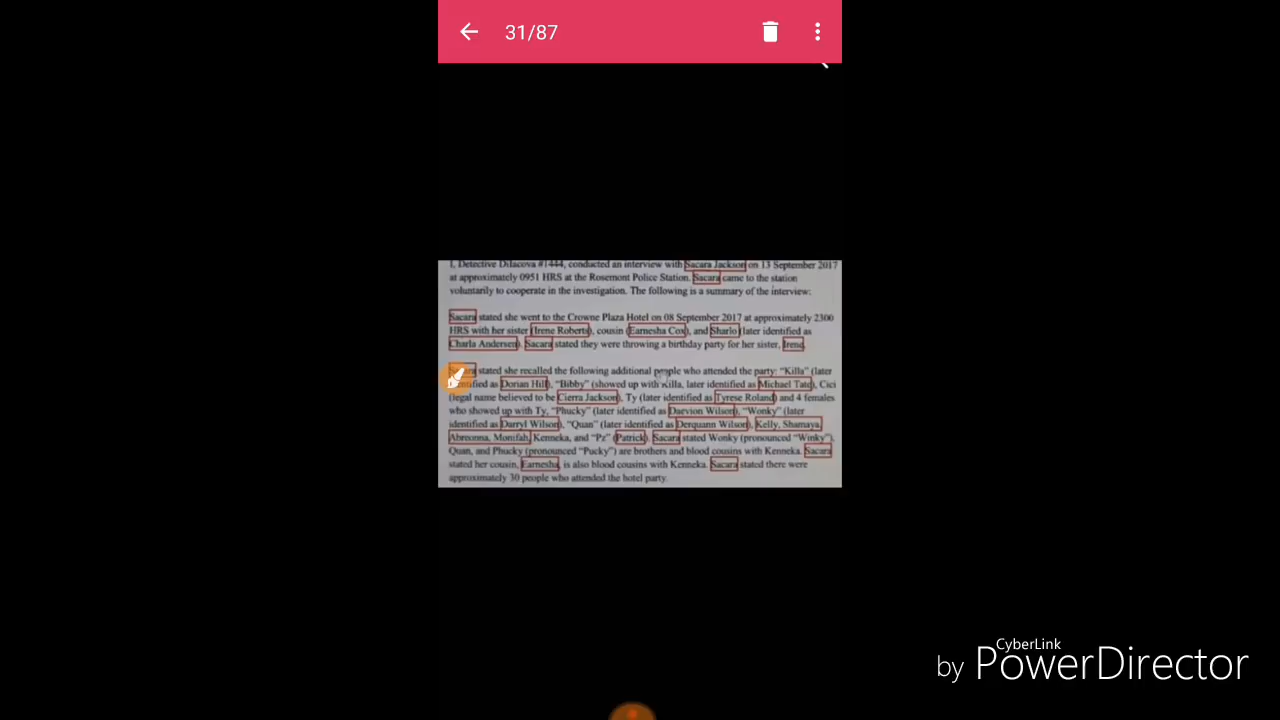 31/87
I, Detective DiIacova #1444, conducted an interview with Sacara Jackson on 13 September 2017
at approximately 0951 HRS at the Rosemont Police Station. Sacara came to the station
voluntarily to cooperate in the investigation. The following is a summary of the interview:
Sacara stated she went to the Crowne Plaza Hotel on 08 September 2017 at approximately 2300
HRS with her sister (Irene Roberts), cousin (Earnesha Cox), and Sharlo (later identified as
Charla Andersen). Sacara stated they were throwing a birthday party for her sister, Irene.
stated she recalled the following additional people who attended the party: “Killa” (later
identified as Dorian Hill), “Bibby” (showed up with Killa, later identified as Michael Tate), Cici
(legal name believed to be Cierra Jackson), Ty (later identified as Tyrese Roland) and 4 females
who showed up with Ty, “Phucky” (later identified as Daevion Wilson), “Wonky” (later
identified as Darryl Wilson), “Quan” (later identified as Derquann Wilson), Kelly, Shamaya,
Abreonna, Monifah, Kenneka, and “Pz” (Patrick). Sacara stated Wonky (pronounced “Winky”),
Quan, and Phucky (pronounced “Pucky”) are brothers and blood cousins with Kenneka. Sacara
stated her cousin, Earnesha, is also blood cousins with Kenneka. Sacara stated there were
approximately 30 people who attended the hotel party.
by CyberLink PowerDirector